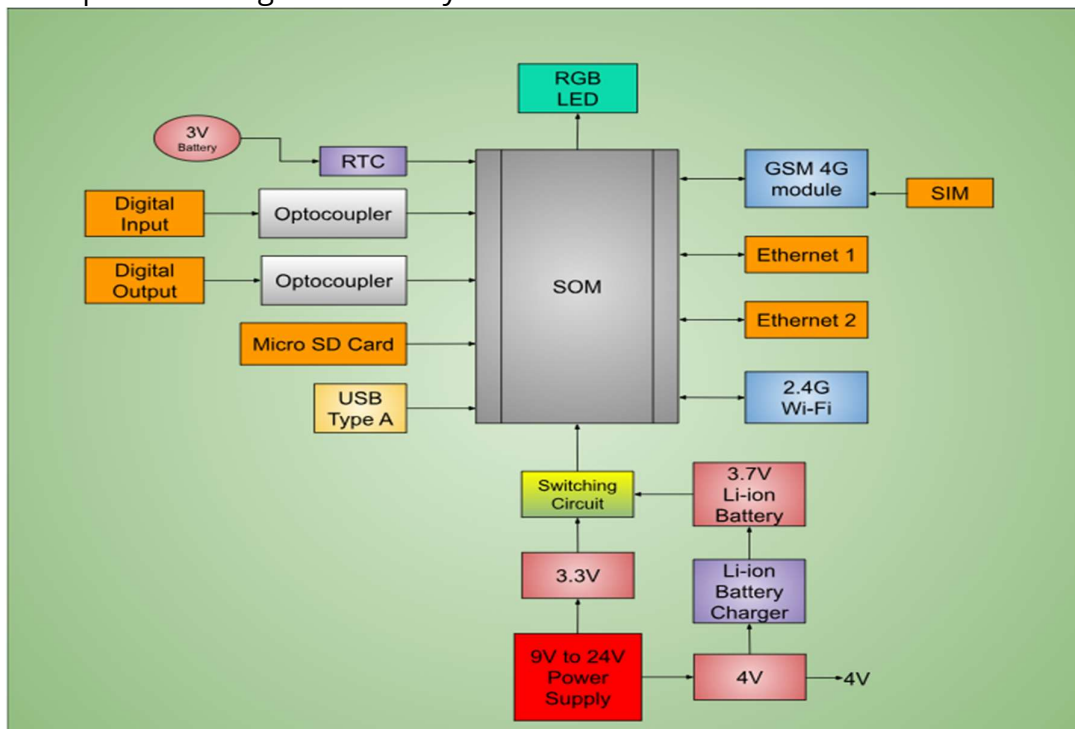 RGB
LED
3V
Battery
RTC
GSM 4G
module
SIM
Digital
Input
Optocoupler
Ethernet 1
Digital
Output
Optocoupler
SOM
Ethernet 2
Micro SD Card
USB
Type A
2.4G
Wi-Fi
Switching
Circuit
3.7V
Li-ion
Battery
3.3V
Li-ion
Battery
Charger
9V to 24V
Power
Supply
4V
4V